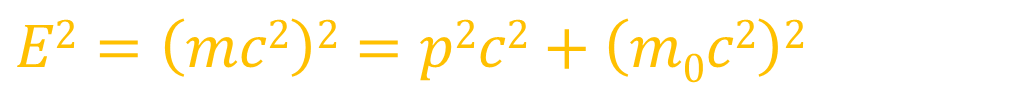 E² = (mc²)² = p²c² + (m₀c²)²